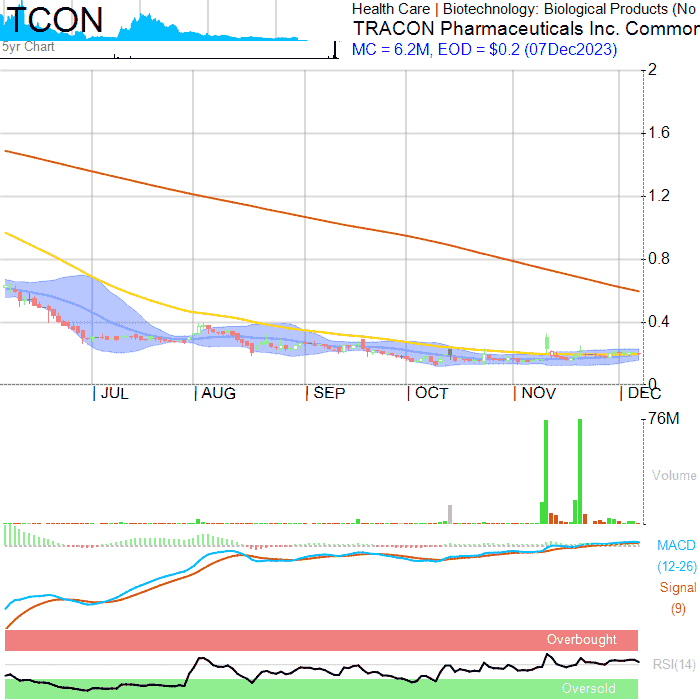 TCON
5yr Chart
Health Care | Biotechnology: Biological Products (No
TRACON Pharmaceuticals Inc. Common
MC = 6.2M, EOD = $0.2 (07Dec2023)
2
1.6
1.2
0.8
0.4
0
JUL
AUG
SEP
OCT
NOV
DEC
76M
Volume
MACD
(12-26)
Signal
(9)
Overbought
RSI(14)
Oversold